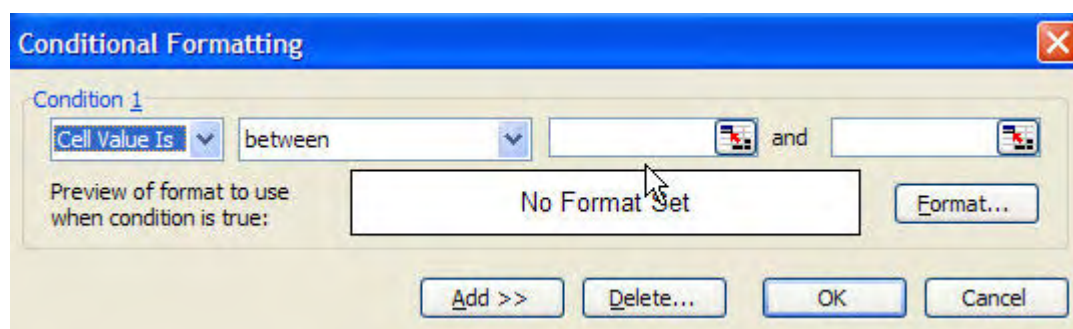 Conditional Formatting
Condition 1
Cell Value Is between and
Preview of format to use
when condition is true:
No Format Set
Format...
Add >> Delete... OK Cancel